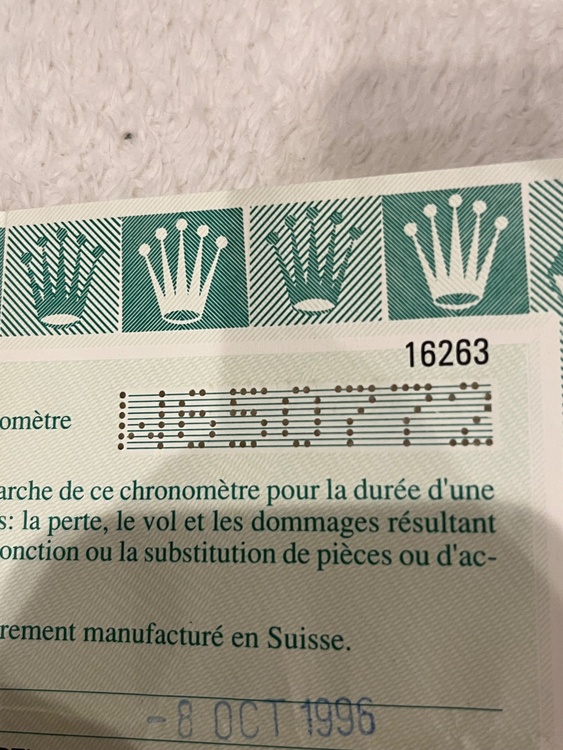 16263
omètre W650772
arche de ce chronomètre pour la durée d'une
s: la perte, le vol et les dommages résultant
onction ou la substitution de pièces ou d'ac-
rement manufacturé en Suisse.
-8 OCT 1996